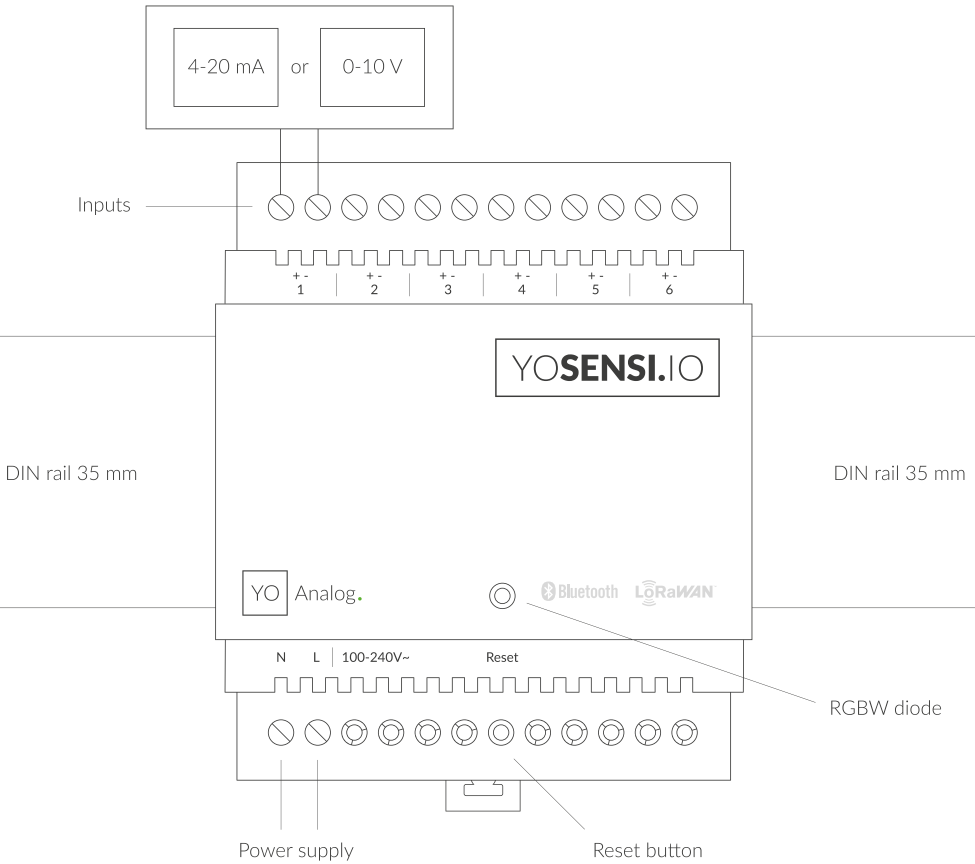 4-20 mA or 0-10 V
Inputs
+ - + - + - + - + - + -
1 2 3 4 5 6
YOSENSI.IO
DIN rail 35 mm DIN rail 35 mm
YO Analog. Bluetooth LoRaWAN
N L 100-240V~ Reset
RGBW diode
Power supply Reset button